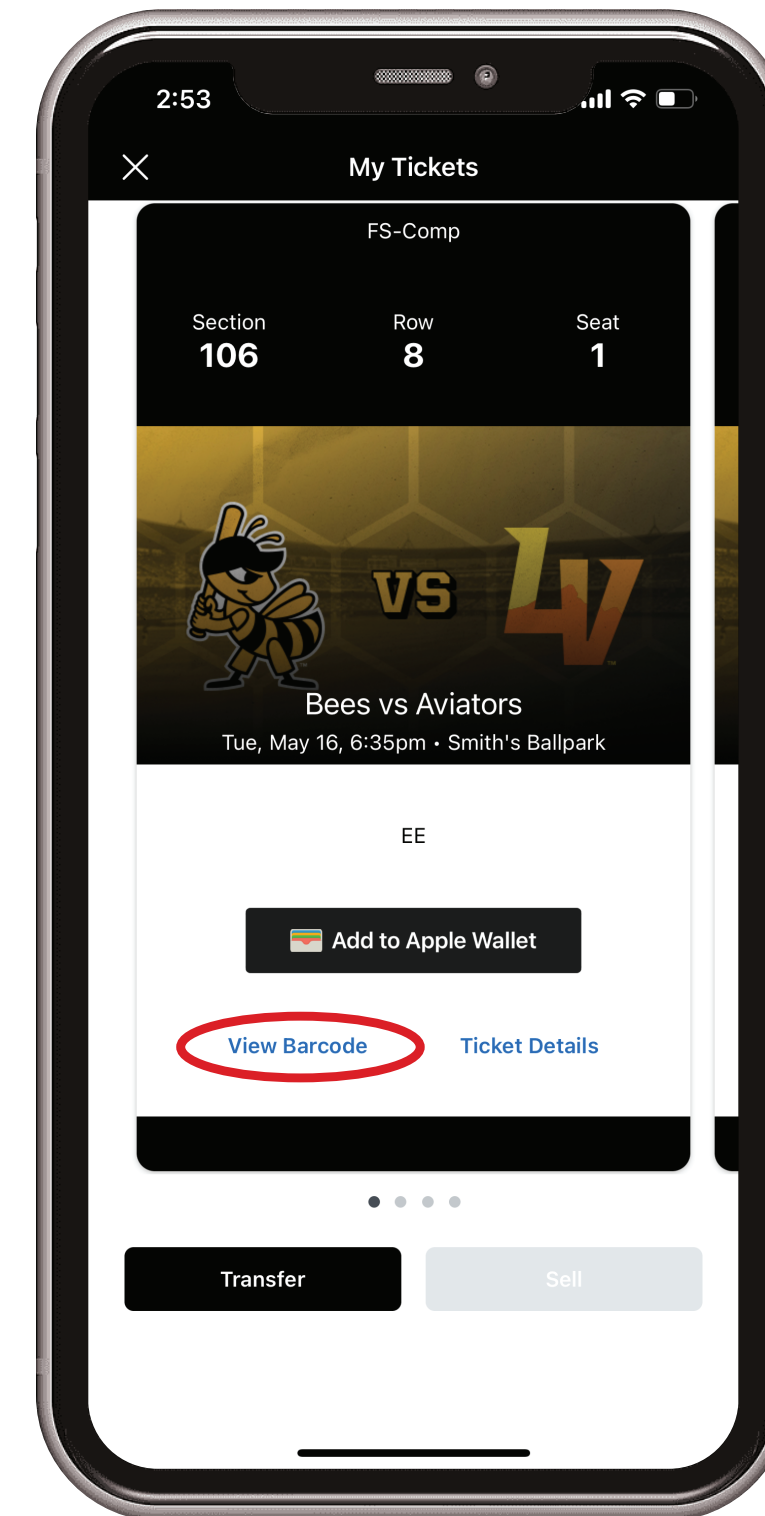 2:53
My Tickets
FS-Comp
Section Row Seat
106 8 1
VS LV
Bees vs Aviators
Tue, May 16, 6:35pm • Smith's Ballpark
EE
Add to Apple Wallet
View Barcode Ticket Details
Transfer Sell